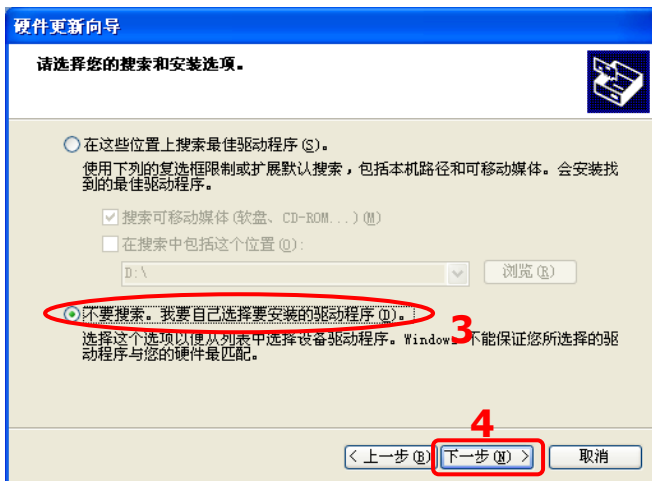 硬件更新向导
请选择您的搜索和安装选项。
在这些位置上搜索最佳驱动程序(S)。
使用下列的复选框限制或扩展默认搜索，包括本机路径和可移动媒体。会安装找
到的最佳驱动程序。
搜索可移动媒体(软盘、CD-ROM...)(M)
在搜索中包括这个位置(O):
D:\
浏览(R)
不要搜索。我要自己选择要安装的驱动程序(D)。
3
选择这个选项以便从列表中选择设备驱动程序。Windows 不能保证您所选择的驱
动程序与您的硬件最匹配。
4
< 上一步(B)
下一步(N) >
取消